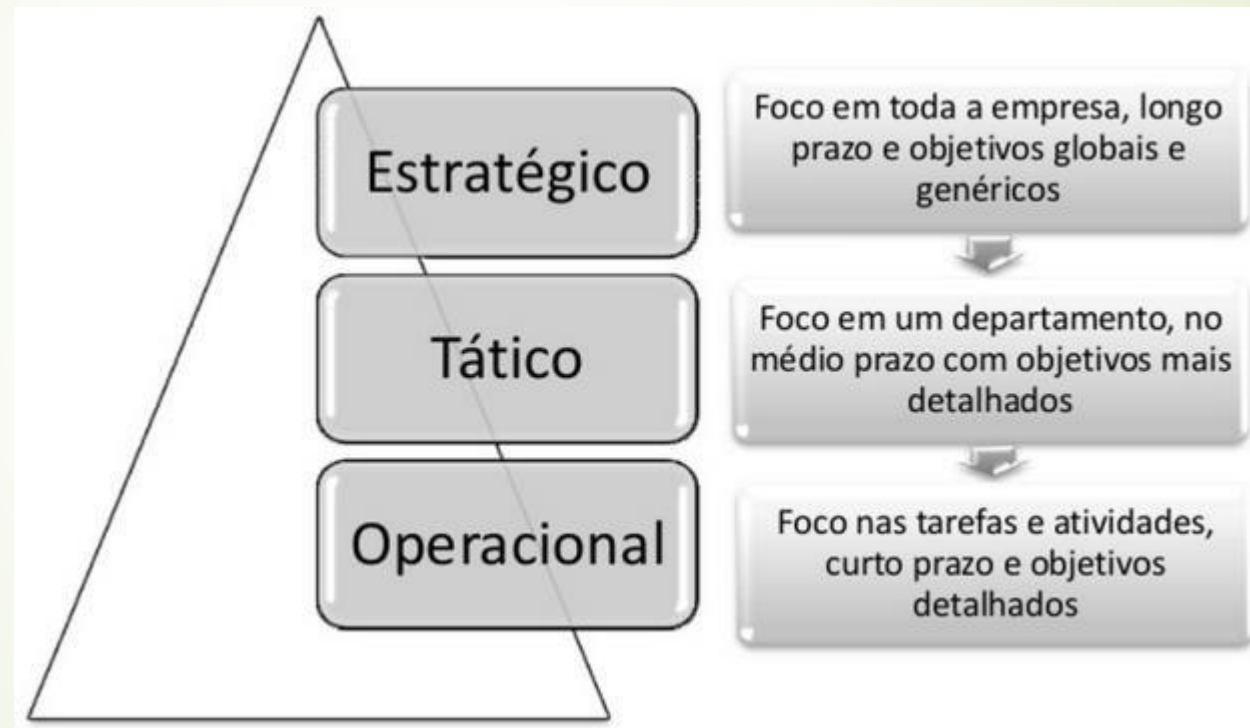 Estratégico
Foco em toda a empresa, longo
prazo e objetivos globais e
genéricos
Tático
Foco em um departamento, no
médio prazo com objetivos mais
detalhados
Operacional
Foco nas tarefas e atividades,
curto prazo e objetivos
detalhados